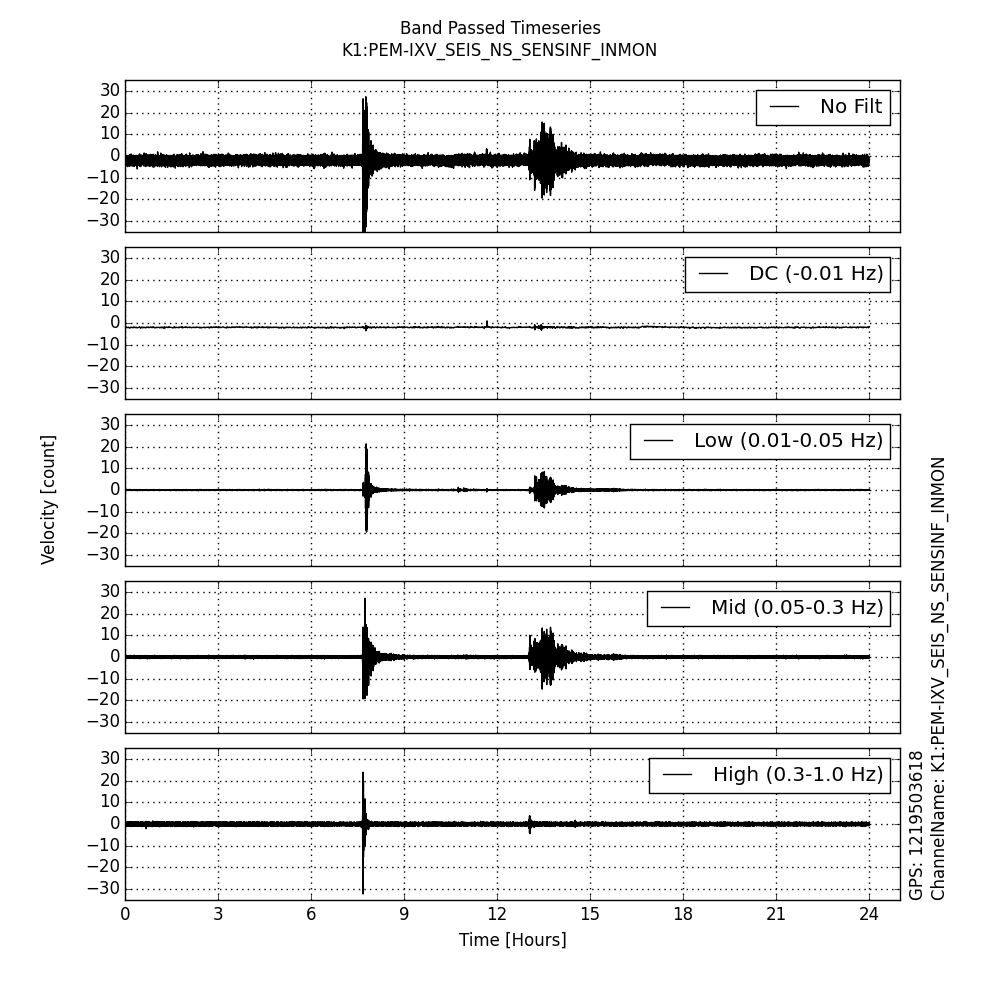 Band Passed Timeseries
K1:PEM-IXV_SEIS_NS_SENSINF_INMON
30
20
10
0
−10
−20
−30
No Filt
30
20
10
0
−10
−20
−30
DC (-0.01 Hz)
30
20
10
0
−10
−20
−30
Low (0.01-0.05 Hz)
30
20
10
0
−10
−20
−30
Mid (0.05-0.3 Hz)
30
20
10
0
−10
−20
−30
High (0.3-1.0 Hz)
0 3 6 9 12 15 18 21 24
Time [Hours]
Velocity [count]
GPS: 1219503618
ChannelName: K1:PEM-IXV_SEIS_NS_SENSINF_INMON